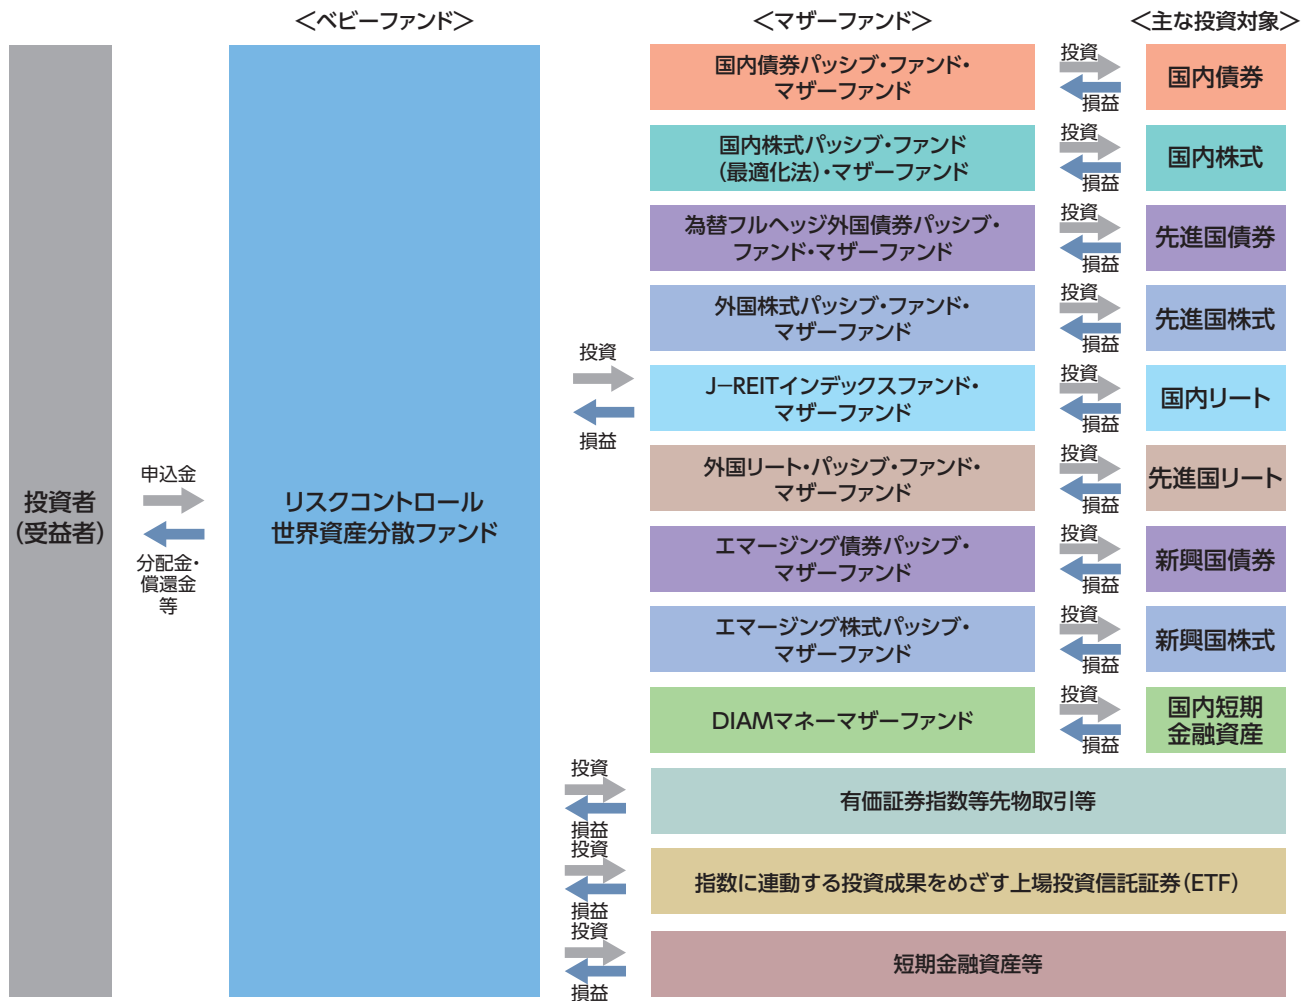 ＜ベビーファンド＞
＜マザーファンド＞
＜主な投資対象＞
投資者
(受益者)
申込金
分配金・
償還金
等
リスクコントロール
世界資産分散ファンド
投資
損益
国内債券パッシブ・ファンド・
マザーファンド
投資
損益
国内債券
国内株式パッシブ・ファンド
(最適化法)・マザーファンド
投資
損益
国内株式
為替フルヘッジ外国債券パッシブ・
ファンド・マザーファンド
投資
損益
先進国債券
外国株式パッシブ・ファンド・
マザーファンド
投資
損益
先進国株式
J−REITインデックスファンド・
マザーファンド
投資
損益
国内リート
外国リート・パッシブ・ファンド・
マザーファンド
投資
損益
先進国リート
エマージング債券パッシブ・
マザーファンド
投資
損益
新興国債券
エマージング株式パッシブ・
マザーファンド
投資
損益
新興国株式
DIAMマネーマザーファンド
投資
損益
国内短期
金融資産
投資
損益
有価証券指数等先物取引等
投資
損益
指数に連動する投資成果をめざす上場投資信託証券(ETF)
投資
損益
短期金融資産等